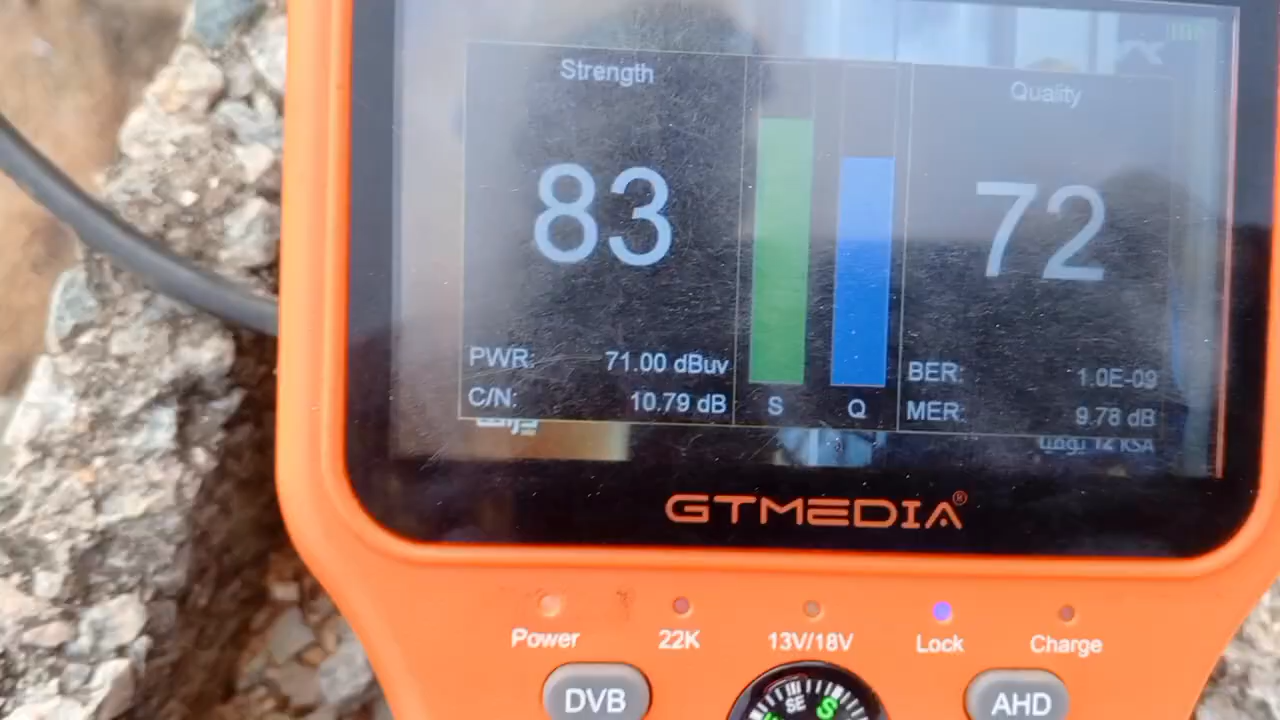 Strength
83
PWR: 71.00 dBuv
C/N: 10.79 dB
S Q
Quality
72
BER: 1.0E-09
MER: 9.78 dB
12 KSA
GTMEDIA®
Power 22K 13V/18V Lock Charge
DVB AHD
SE S